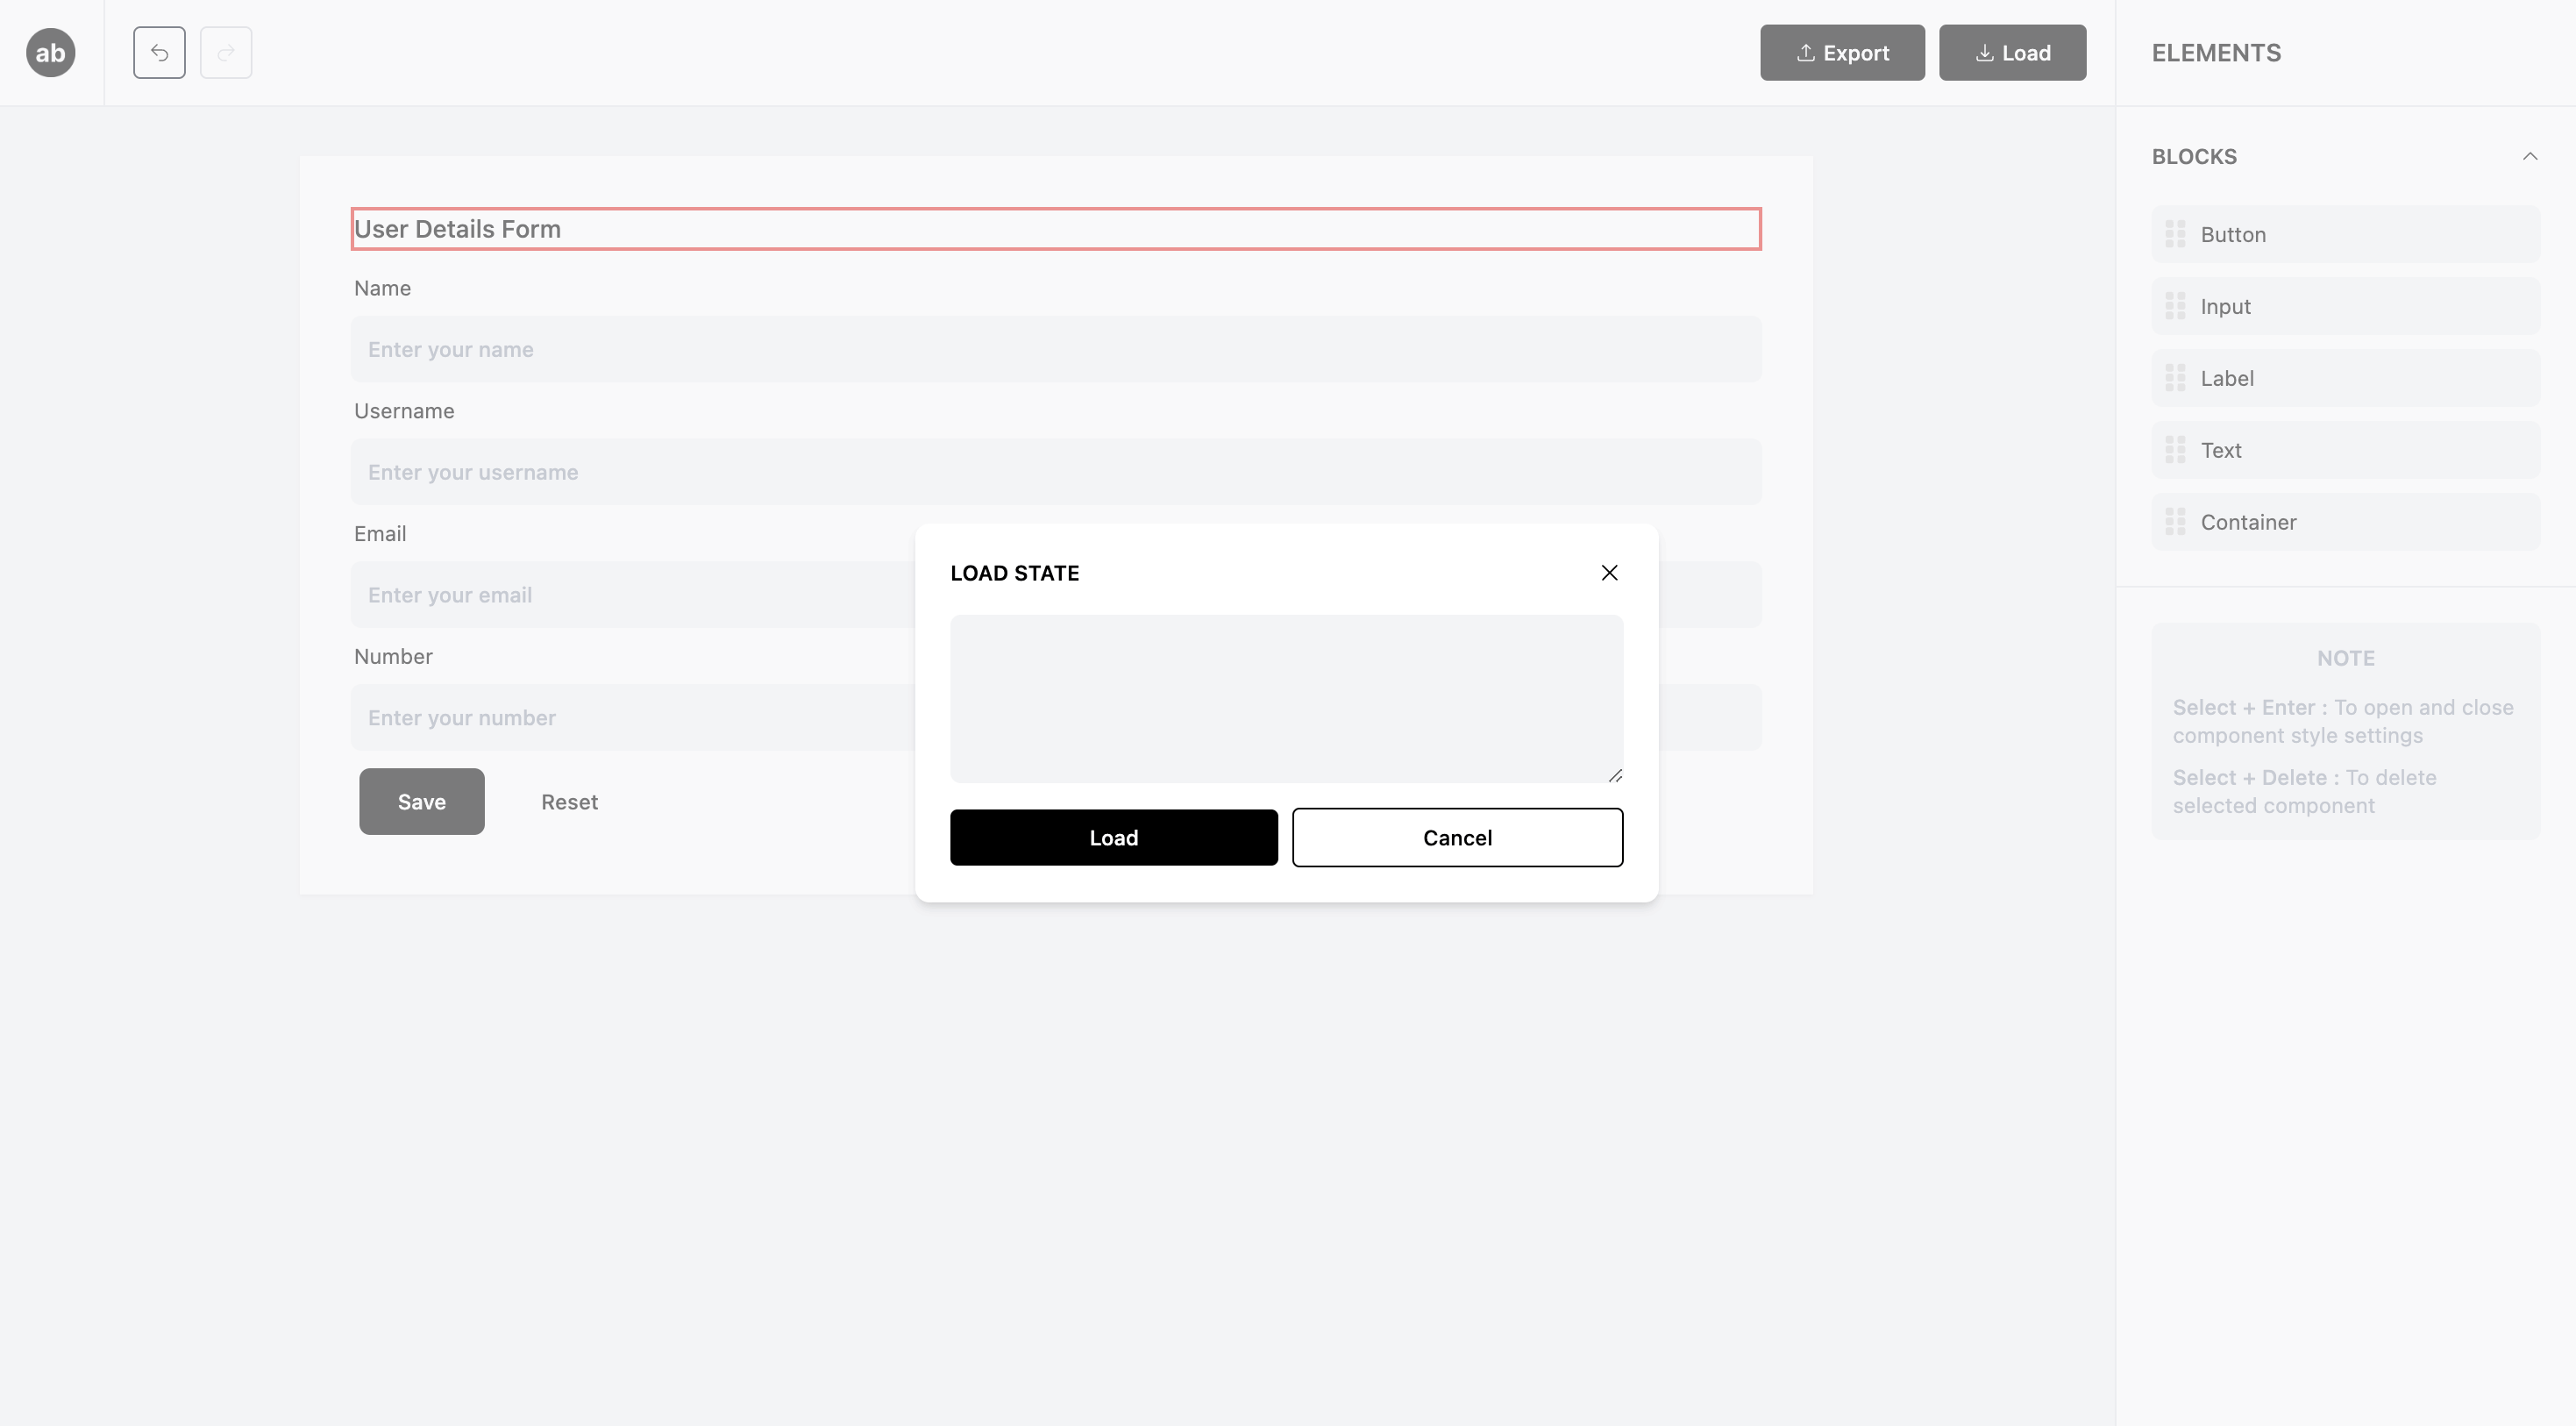 ab
Export
Load
ELEMENTS
BLOCKS
Button
Input
Label
Text
Container
NOTE
Select + Enter : To open and close
component style settings
Select + Delete : To delete
selected component
User Details Form
Name
Enter your name
Username
Enter your username
Email
Enter your email
Number
Enter your number
Save
Reset
LOAD STATE
Load
Cancel